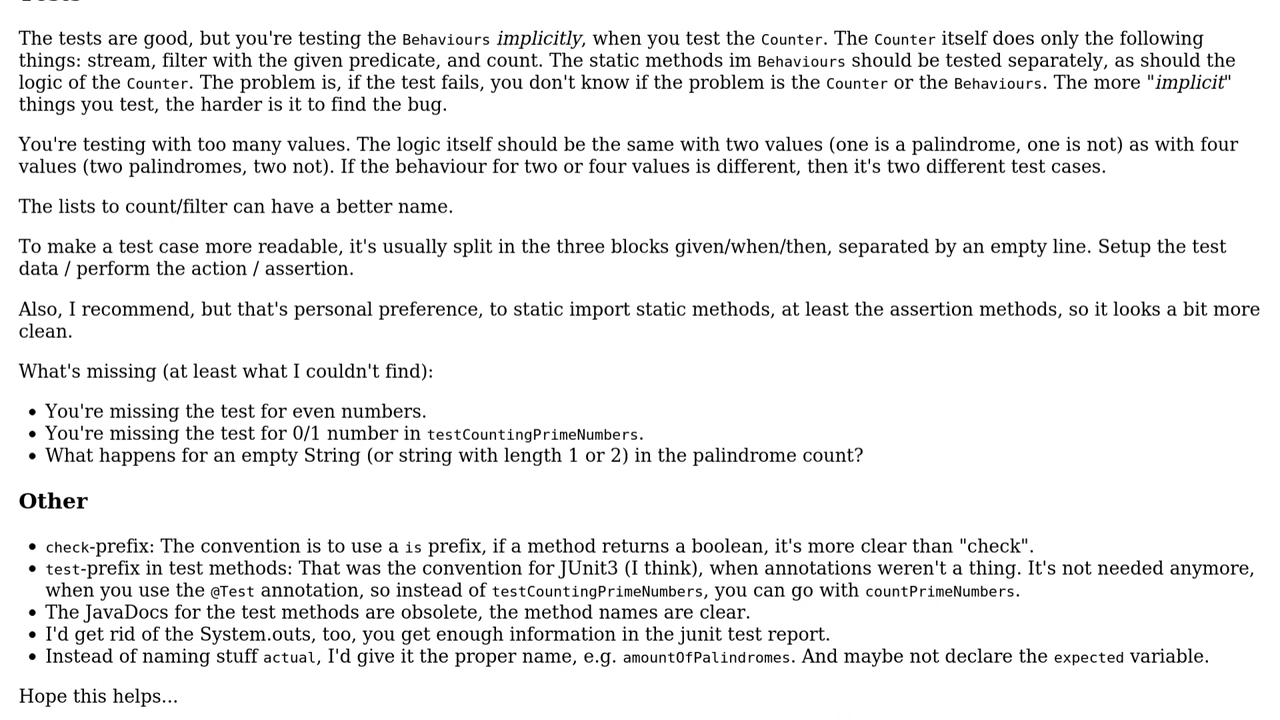 The tests are good, but you're testing the Behaviours implicitly, when you test the Counter. The Counter itself does only the following
things: stream, filter with the given predicate, and count. The static methods im Behaviours should be tested separately, as should the
logic of the Counter. The problem is, if the test fails, you don't know if the problem is the Counter or the Behaviours. The more "implicit"
things you test, the harder is it to find the bug.
You're testing with too many values. The logic itself should be the same with two values (one is a palindrome, one is not) as with four
values (two palindromes, two not). If the behaviour for two or four values is different, then it's two different test cases.
The lists to count/filter can have a better name.
To make a test case more readable, it's usually split in the three blocks given/when/then, separated by an empty line. Setup the test
data / perform the action / assertion.
Also, I recommend, but that's personal preference, to static import static methods, at least the assertion methods, so it looks a bit more
clean.
What's missing (at least what I couldn't find):
• You're missing the test for even numbers.
• You're missing the test for 0/1 number in testCountingPrimeNumbers.
• What happens for an empty String (or string with length 1 or 2) in the palindrome count?
Other
• check-prefix: The convention is to use a is prefix, if a method returns a boolean, it's more clear than "check".
• test-prefix in test methods: That was the convention for JUnit3 (I think), when annotations weren't a thing. It's not needed anymore,
when you use the @Test annotation, so instead of testCountingPrimeNumbers, you can go with countPrimeNumbers.
• The JavaDocs for the test methods are obsolete, the method names are clear.
• I'd get rid of the System.outs, too, you get enough information in the junit test report.
• Instead of naming stuff actual, I'd give it the proper name, e.g. amountOfPalindromes. And maybe not declare the expected variable.
Hope this helps...